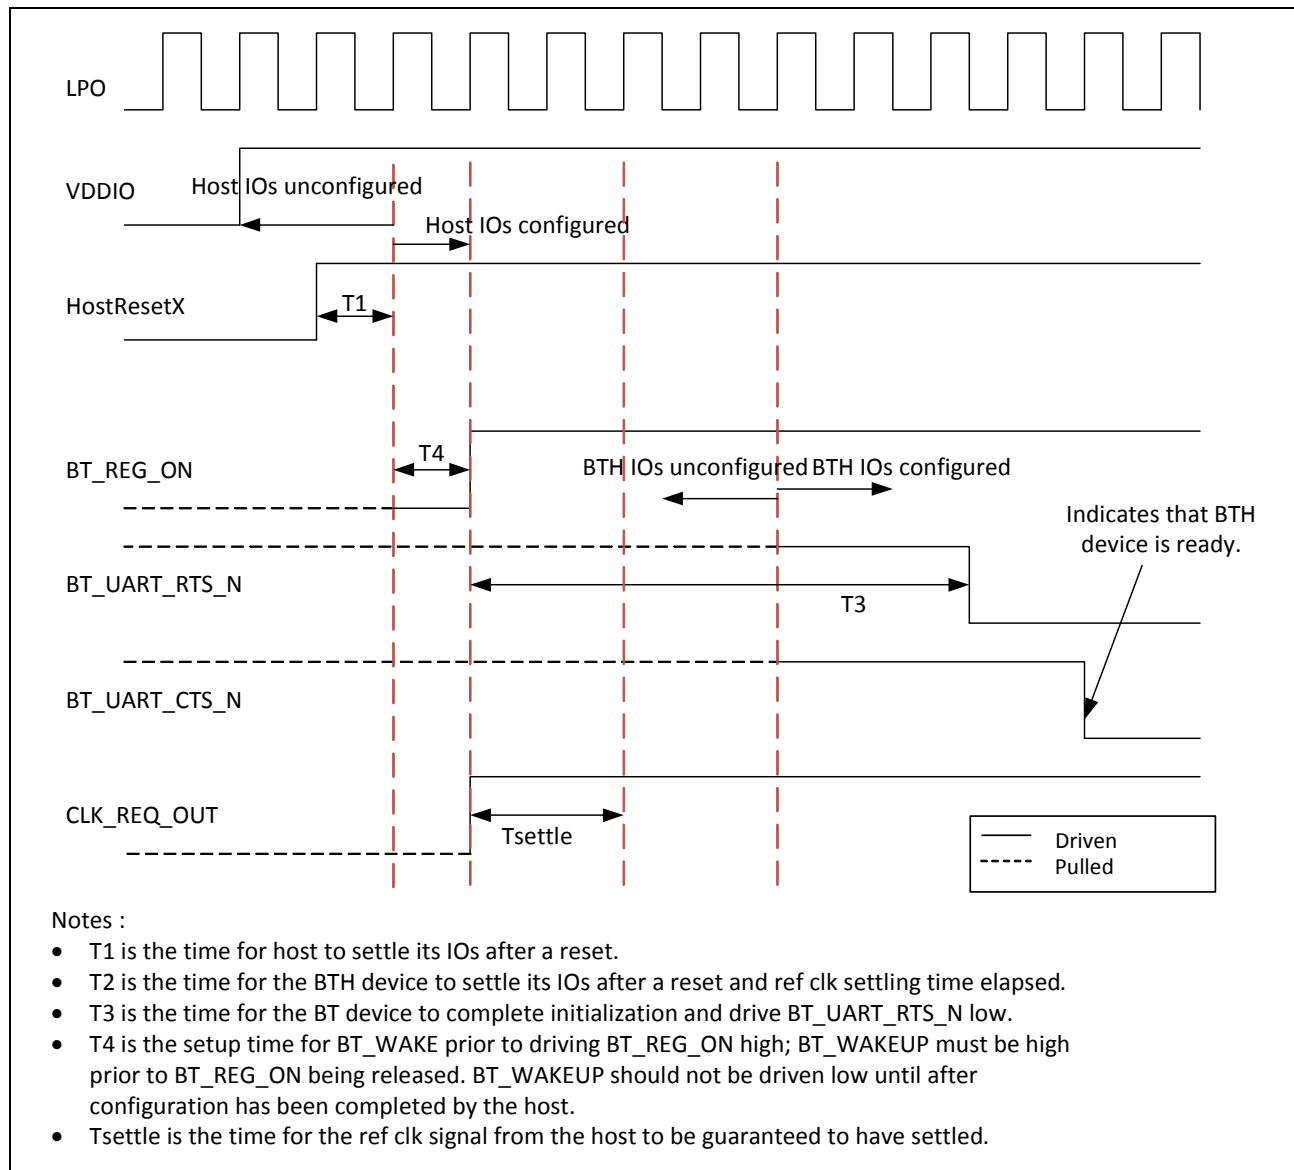 LPO
VDDIO
Host IOs unconfigured
Host IOs configured
HostResetX
T1
BT_REG_ON
T4
BTH IOs unconfigured
BTH IOs configured
Indicates that BTH
device is ready.
BT_UART_RTS_N
T3
BT_UART_CTS_N
CLK_REQ_OUT
Tsettle
Driven
Pulled
Notes :
• T1 is the time for host to settle its IOs after a reset.
• T2 is the time for the BTH device to settle its IOs after a reset and ref clk settling time elapsed.
• T3 is the time for the BT device to complete initialization and drive BT_UART_RTS_N low.
• T4 is the setup time for BT_WAKE prior to driving BT_REG_ON high; BT_WAKEUP must be high
prior to BT_REG_ON being released. BT_WAKEUP should not be driven low until after
configuration has been completed by the host.
• Tsettle is the time for the ref clk signal from the host to be guaranteed to have settled.